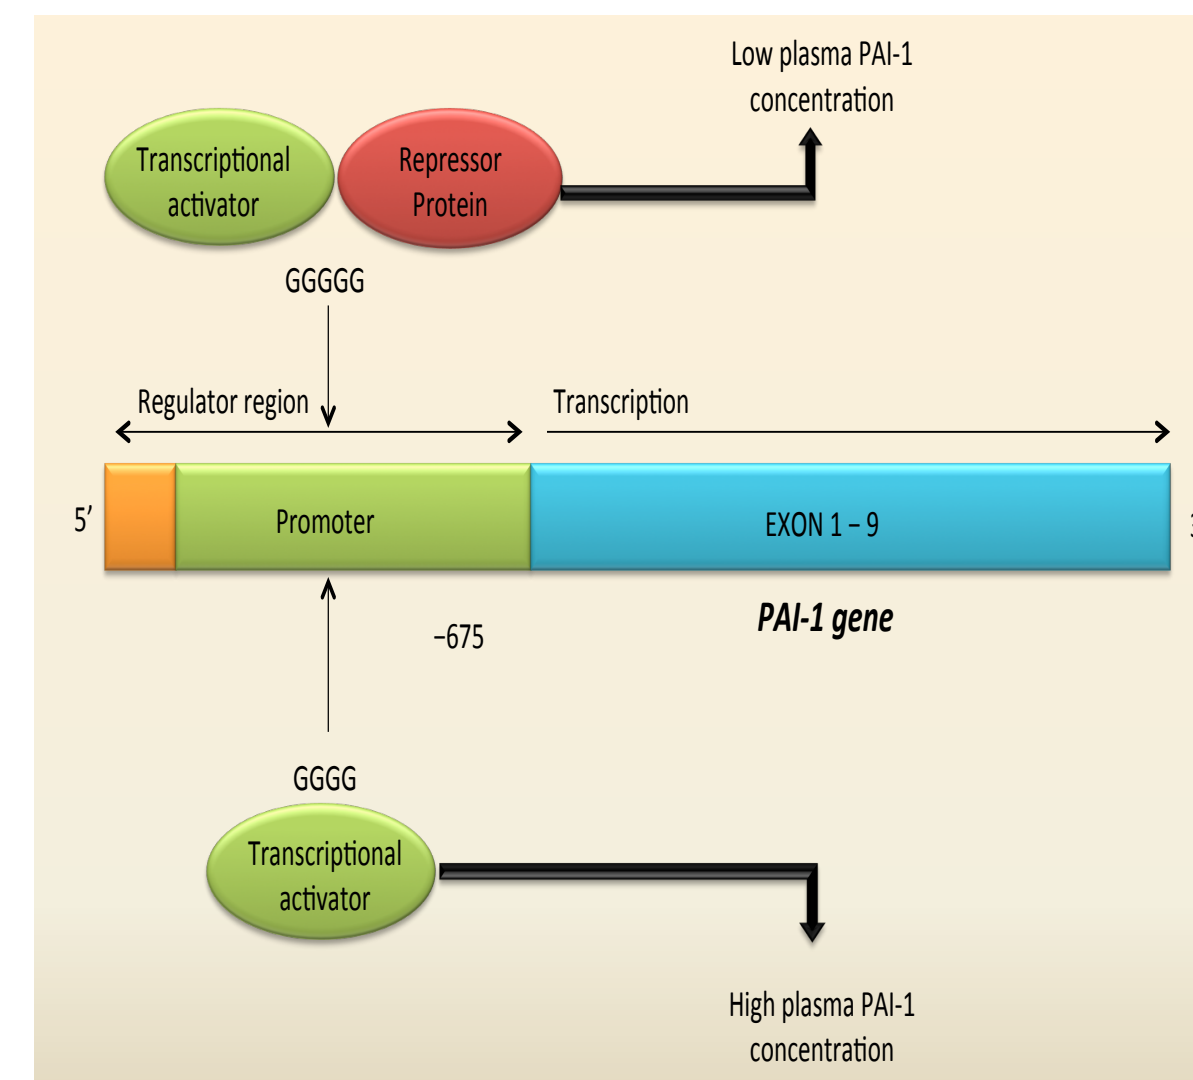 Low plasma PAI-1
concentration
Transcriptional
activator
Repressor
Protein
GGGGG
Regulator region
Transcription
5’
Promoter
EXON 1 – 9
–675
PAI-1 gene
GGGG
Transcriptional
activator
High plasma PAI-1
concentration